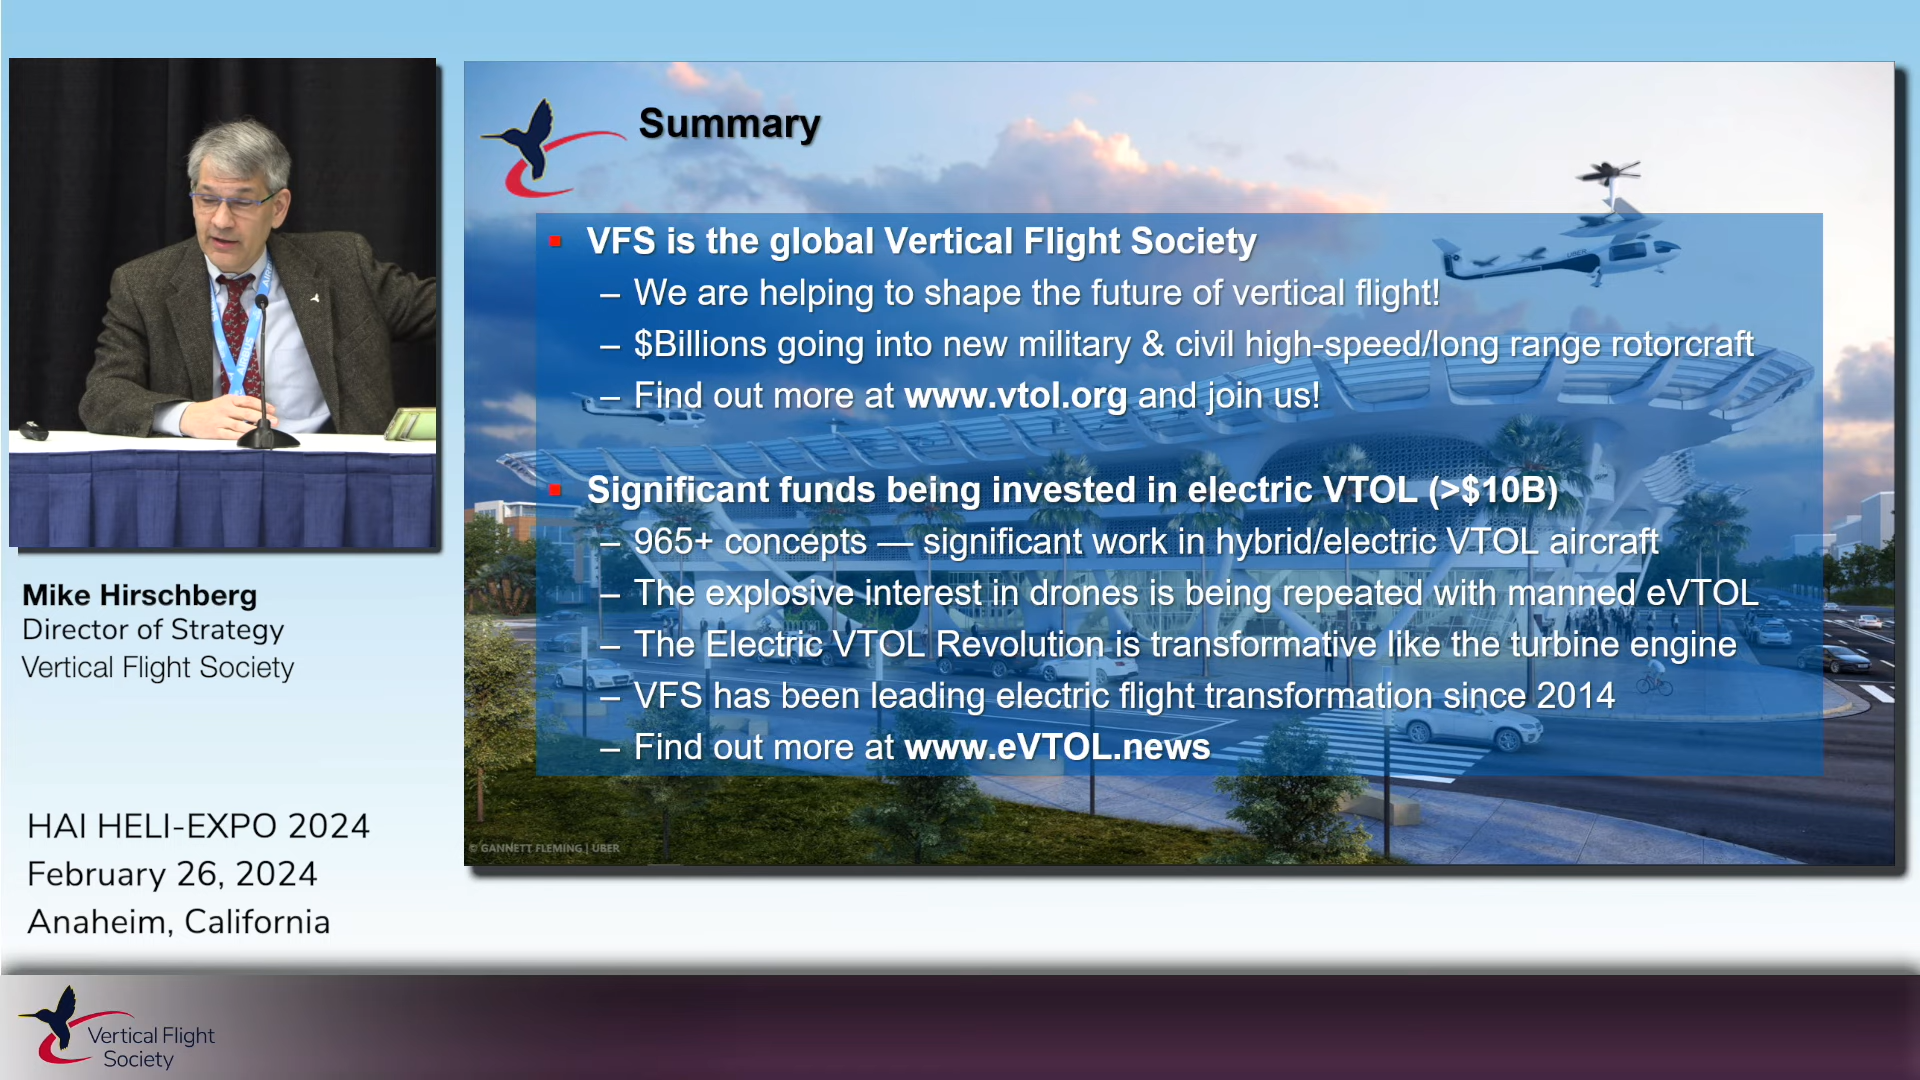 Summary
▪ VFS is the global Vertical Flight Society
– We are helping to shape the future of vertical flight!
– $Billions going into new military & civil high-speed/long range rotorcraft
– Find out more at www.vtol.org and join us!
▪ Significant funds being invested in electric VTOL (>$10B)
– 965+ concepts — significant work in hybrid/electric VTOL aircraft
– The explosive interest in drones is being repeated with manned eVTOL
– The Electric VTOL Revolution is transformative like the turbine engine
– VFS has been leading electric flight transformation since 2014
– Find out more at www.eVTOL.news
© GANNETT FLEMING | UBER
Mike Hirschberg
Director of Strategy
Vertical Flight Society
HAI HELI-EXPO 2024
February 26, 2024
Anaheim, California
Vertical Flight
Society